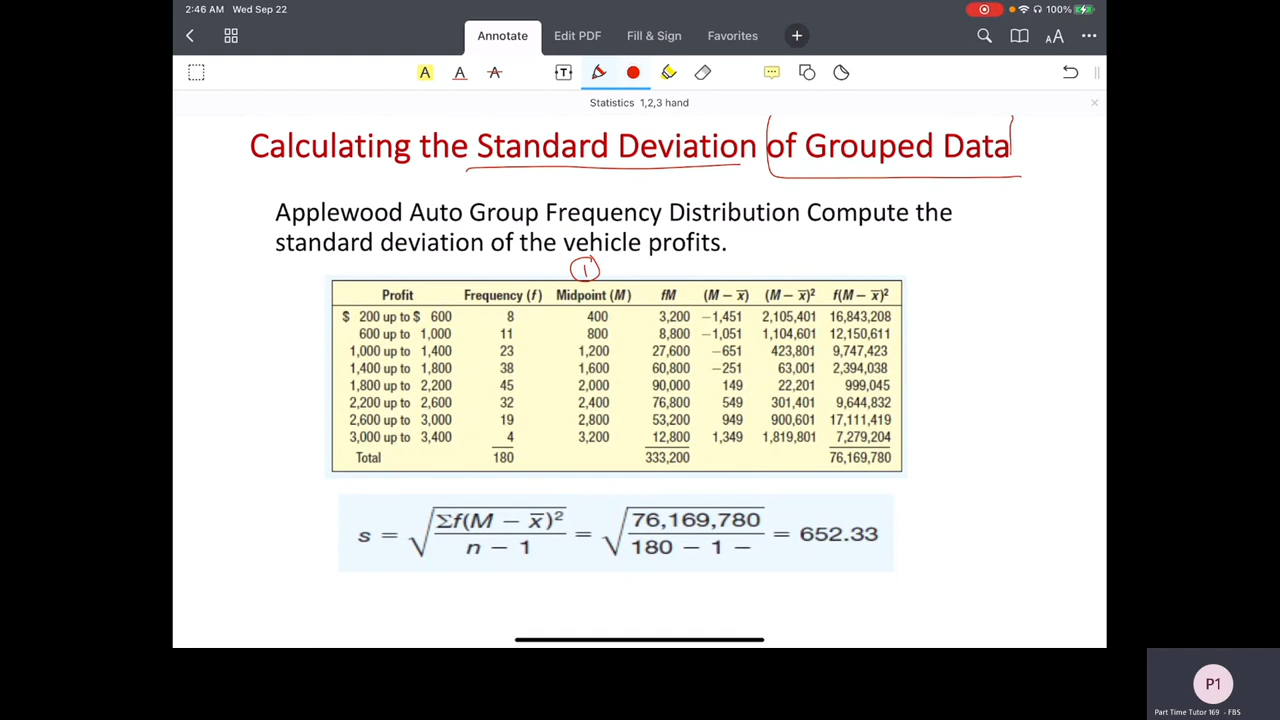 2:46 AM Wed Sep 22
100%
Annotate Edit PDF Fill & Sign Favorites +
A A A T AA
Statistics 1,2,3 hand
Calculating the Standard Deviation of Grouped Data
Applewood Auto Group Frequency Distribution Compute the
standard deviation of the vehicle profits.
1
Profit Frequency (f) Midpoint (M) fM (M – x̄) (M – x̄)² f(M – x̄)²
$ 200 up to $ 600 8 400 3,200 –1,451 2,105,401 16,843,208
600 up to 1,000 11 800 8,800 –1,051 1,104,601 12,150,611
1,000 up to 1,400 23 1,200 27,600 –651 423,801 9,747,423
1,400 up to 1,800 38 1,600 60,800 –251 63,001 2,394,038
1,800 up to 2,200 45 2,000 90,000 149 22,201 999,045
2,200 up to 2,600 32 2,400 76,800 549 301,401 9,644,832
2,600 up to 3,000 19 2,800 53,200 949 900,601 17,111,419
3,000 up to 3,400 4 3,200 12,800 1,349 1,819,801 7,279,204
Total 180 333,200 76,169,780
s = √ Σf(M – x̄)² / n – 1 = √ 76,169,780 / 180 – 1 – = 652.33
P1
Part Time Tutor 169 - FBS